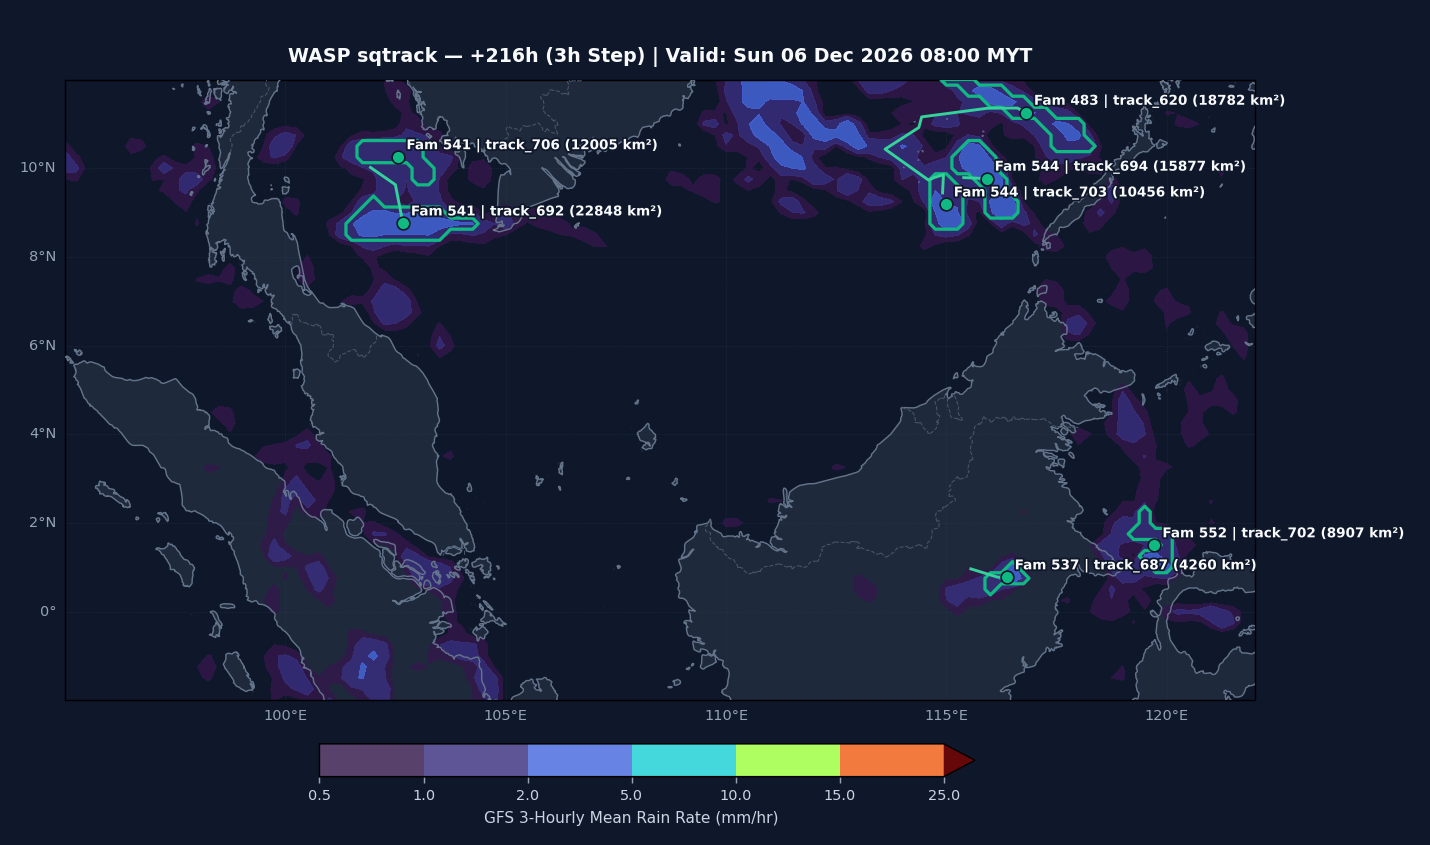 WASP sqtrack — +216h (3h Step) | Valid: Sun 06 Dec 2026 08:00 MYT
Fam 483 | track_620 (18782 km²)
Fam 541 | track_706 (12005 km²)
Fam 544 | track_694 (15877 km²)
Fam 544 | track_703 (10456 km²)
Fam 541 | track_692 (22848 km²)
Fam 552 | track_702 (8907 km²)
Fam 537 | track_687 (4260 km²)
10°N
8°N
6°N
4°N
2°N
0°
100°E 105°E 110°E 115°E 120°E
0.5 1.0 2.0 5.0 10.0 15.0 25.0
GFS 3-Hourly Mean Rain Rate (mm/hr)